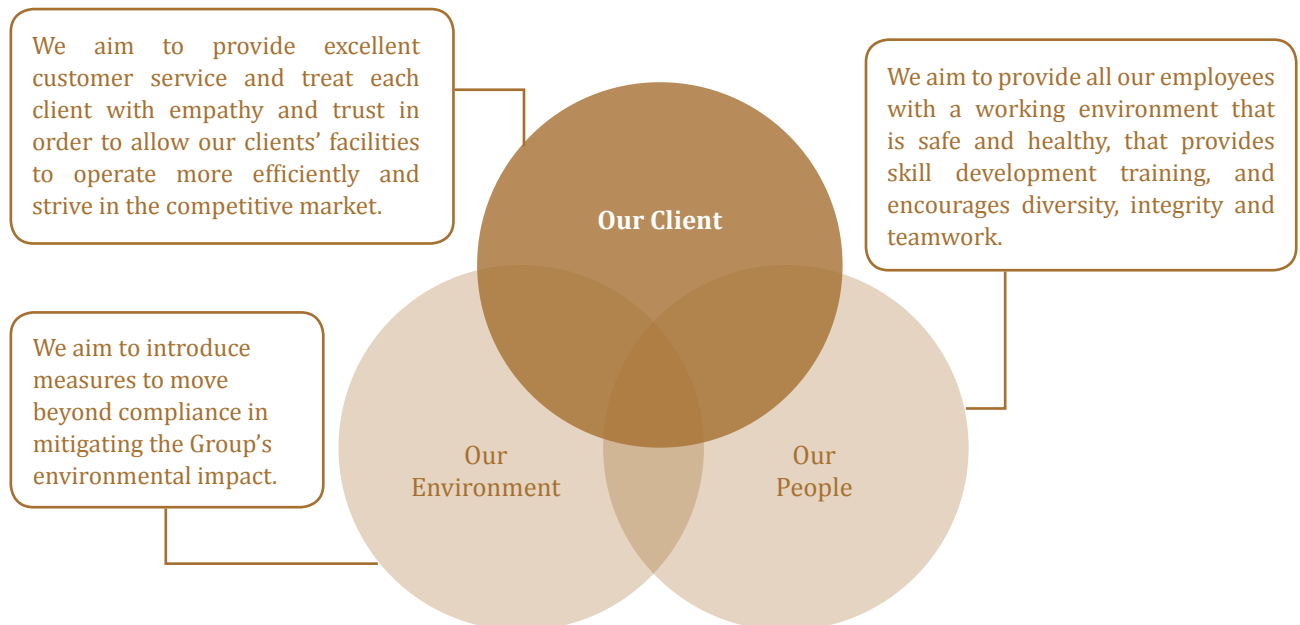 We aim to provide excellent
customer service and treat each
client with empathy and trust in
order to allow our clients’ facilities
to operate more efficiently and
strive in the competitive market.
We aim to provide all our employees
with a working environment that
is safe and healthy, that provides
skill development training, and
encourages diversity, integrity and
teamwork.
Our Client
We aim to introduce
measures to move
beyond compliance in
mitigating the Group’s
environmental impact.
Our
Environment
Our
People